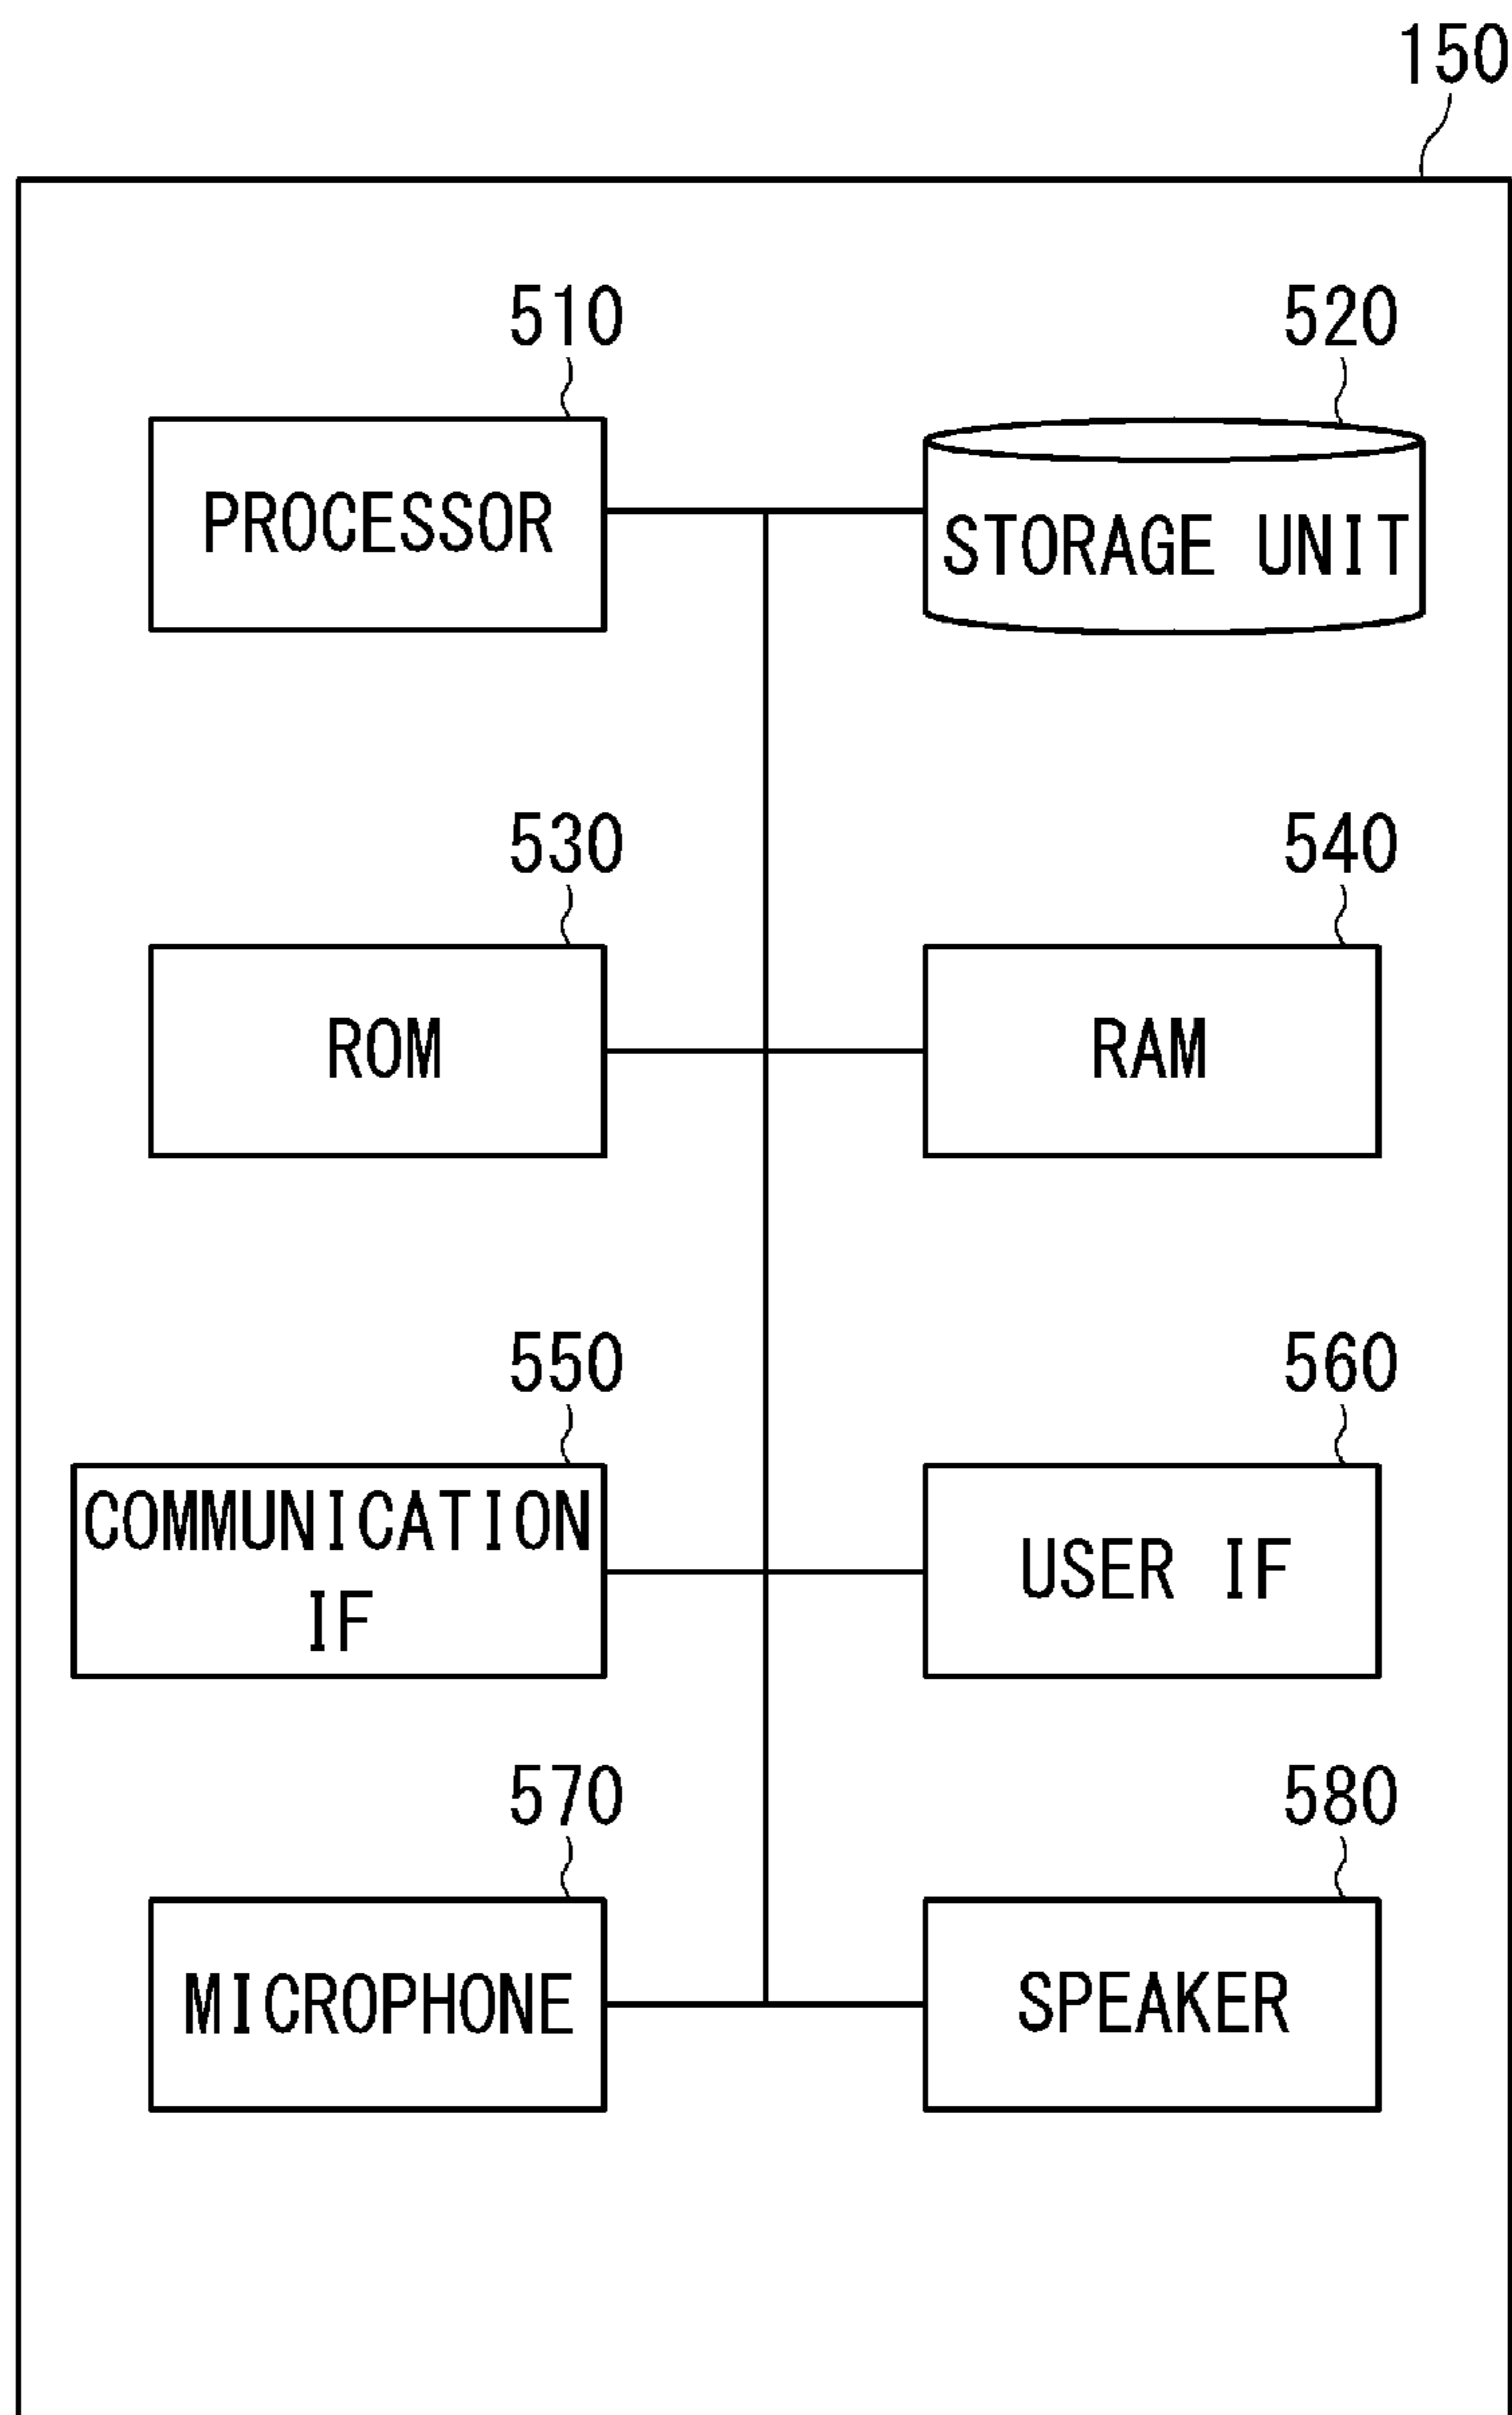 150
510
520
PROCESSOR
STORAGE UNIT
530
540
ROM
RAM
550
560
COMMUNICATION
IF
USER IF
570
580
MICROPHONE
SPEAKER